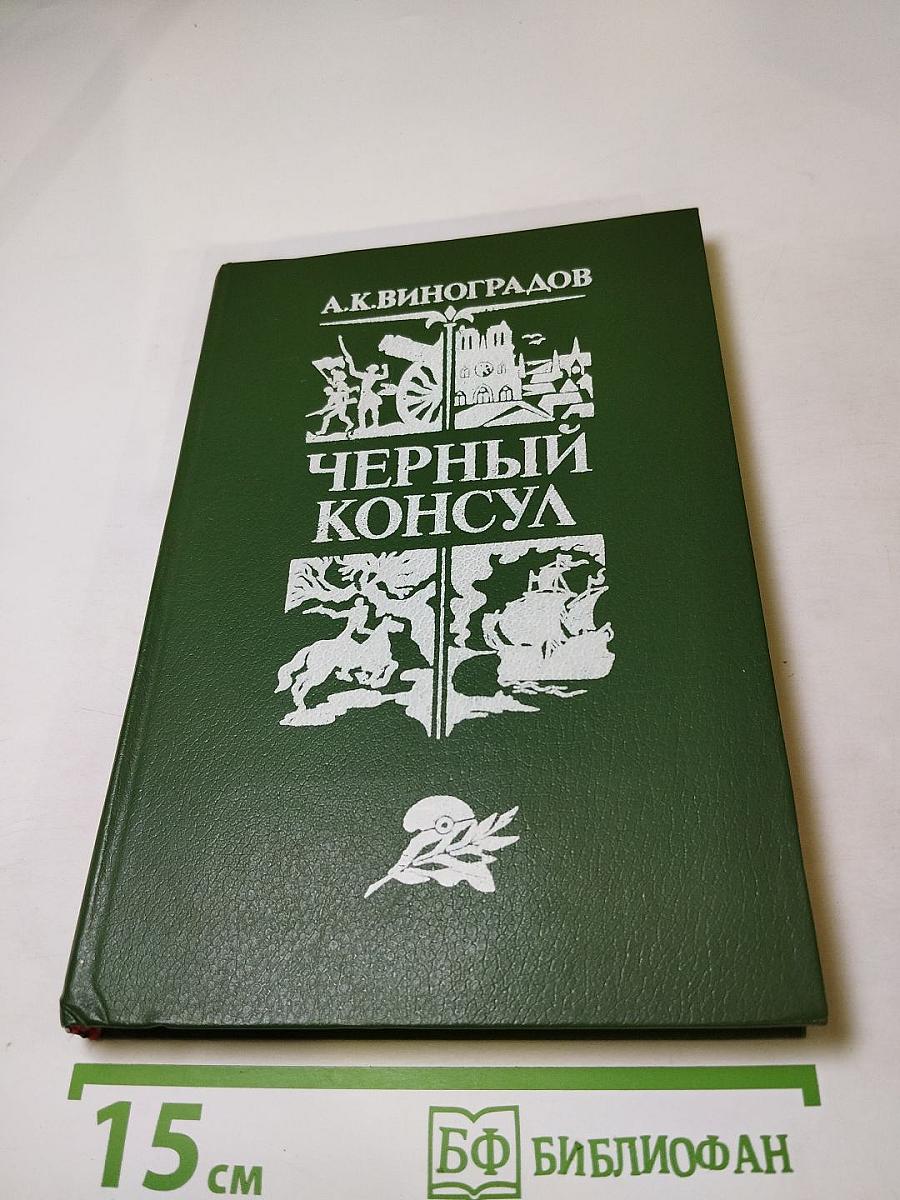 А.К.ВИНОГРАДОВ
ЧЕРНЫЙ
КОНСУЛ
15 см
БФ БИБЛИОФАН